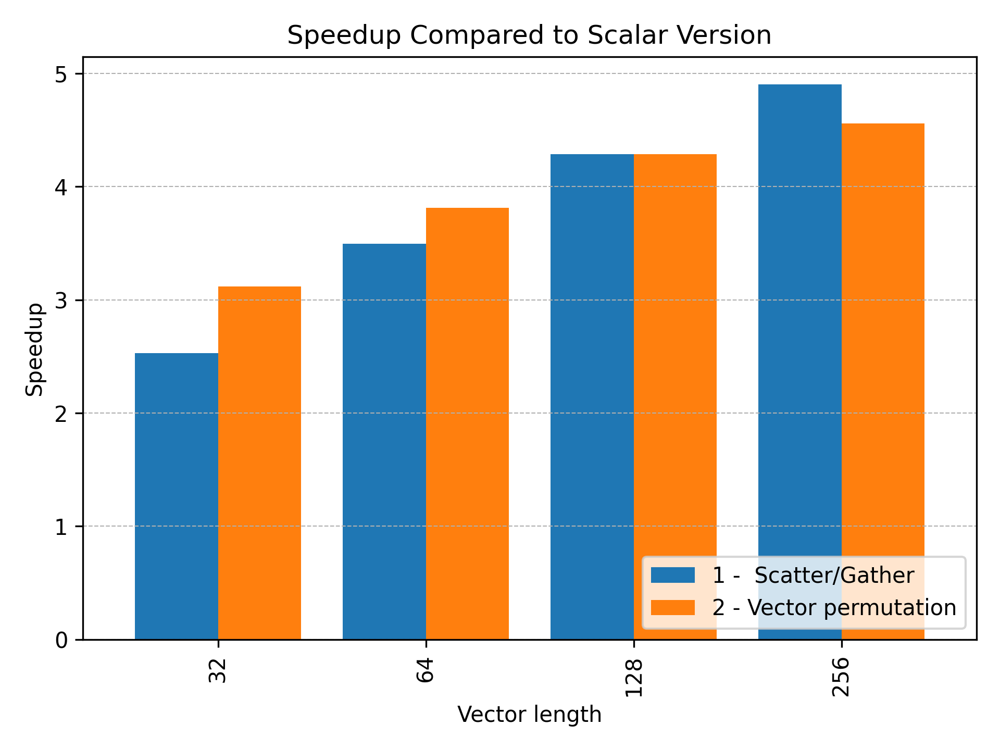 Speedup Compared to Scalar Version
5
4
3
2
1
0
Speedup
1 -  Scatter/Gather
2 - Vector permutation
32
64
128
256
Vector length